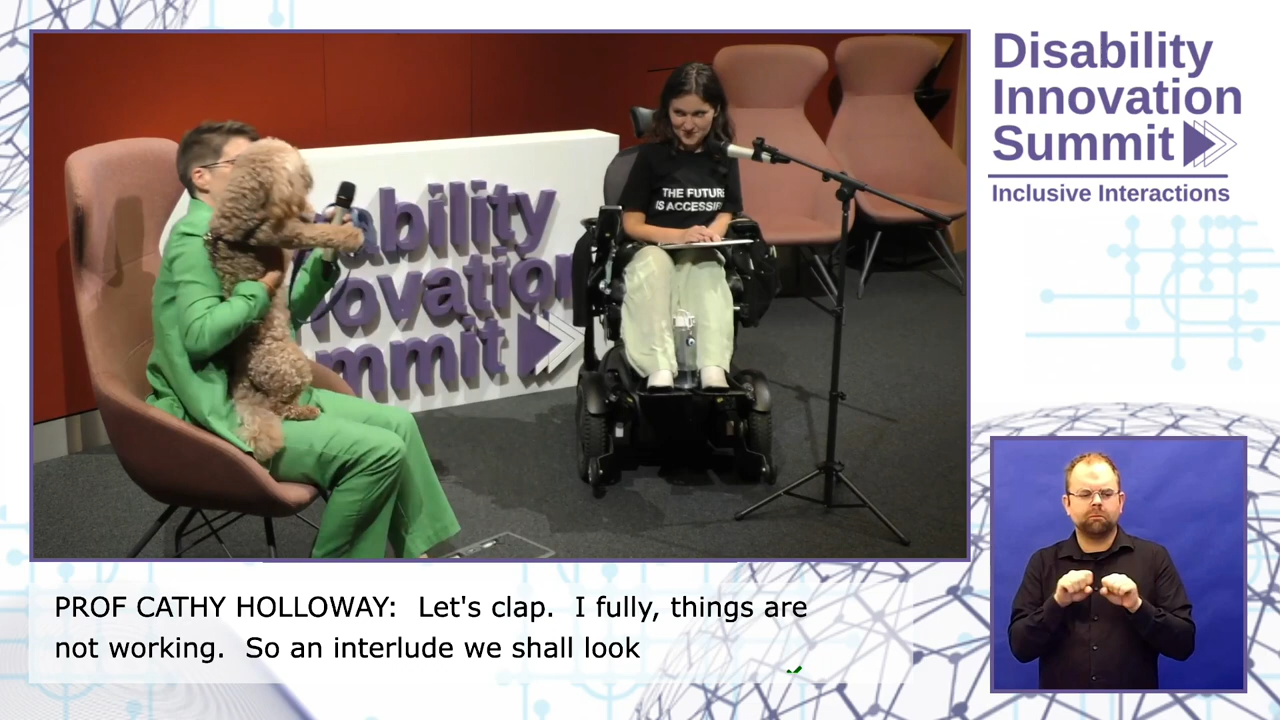 Disability
Innovation
Summit
Inclusive Interactions
ability
novation
mmit
THE FUTURE
IS ACCESSIB
PROF CATHY HOLLOWAY:  Let's clap.  I fully, things are
not working.  So an interlude we shall look